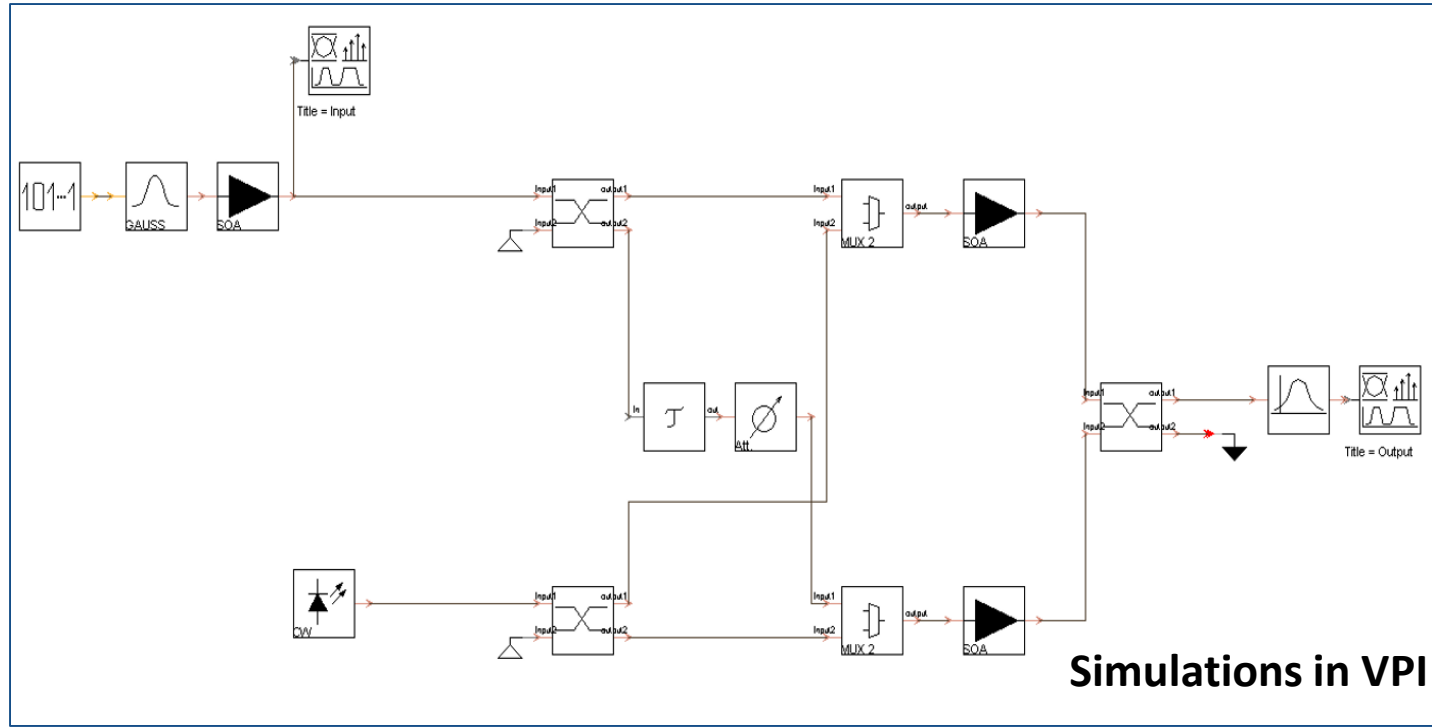 Title = Input
101...1
GAUSS
SOA
Input1
Input2
output1
output2
Input1
Input2
output
MUX 2
SOA
In
τ
out
Att.
Input1
Input2
output1
output2
Title = Output
CW
Input1
Input2
output1
output2
Input1
Input2
output
MUX 2
SOA
Simulations in VPI